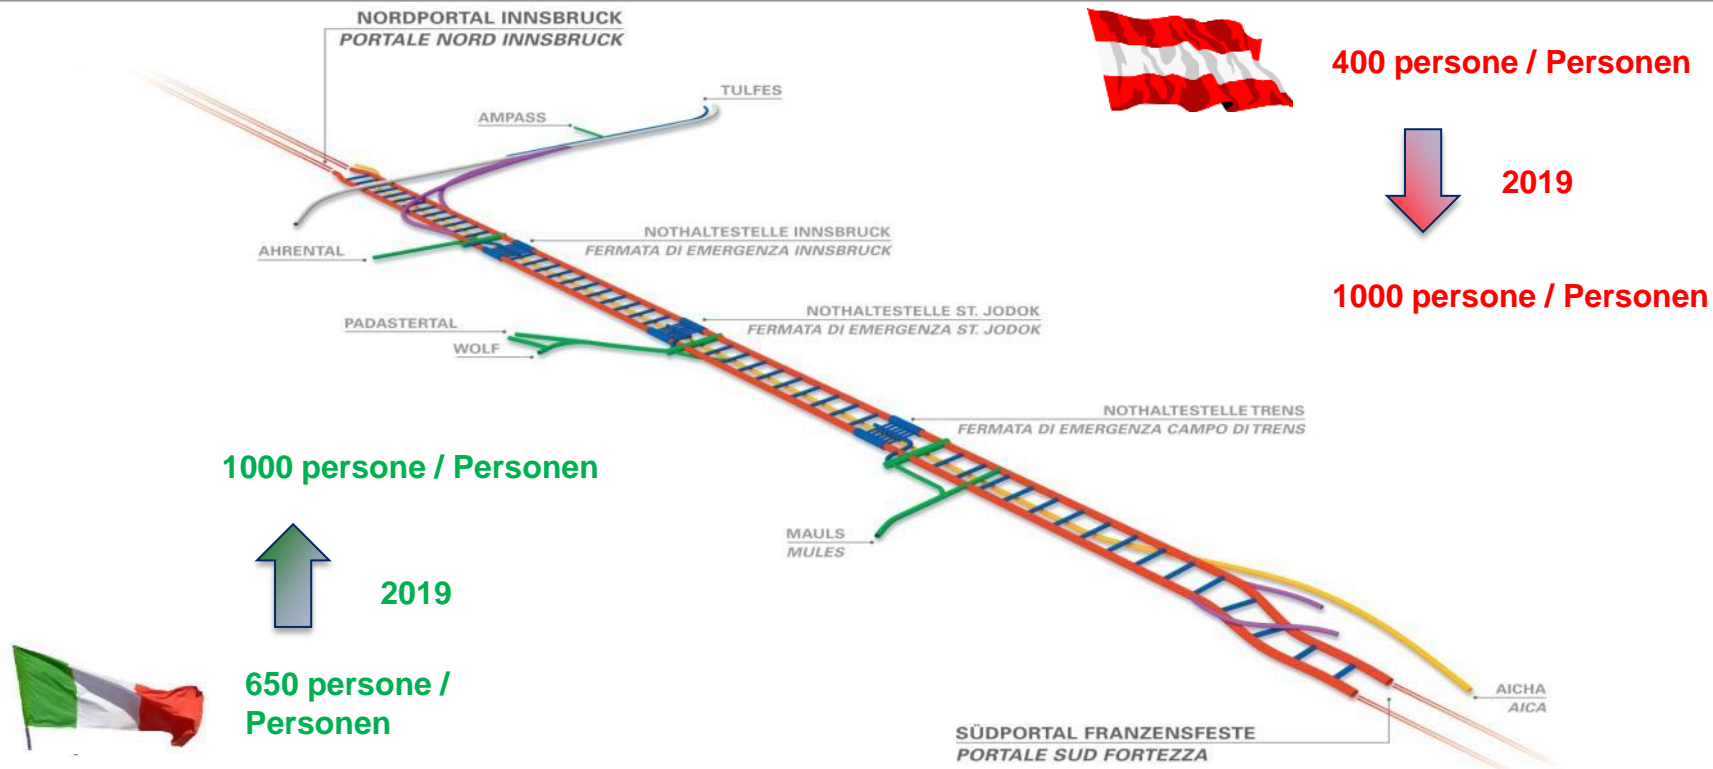 NORDPORTAL INNSBRUCK
PORTALE NORD INNSBRUCK
400 persone / Personen
TULFES
AMPASS
2019
NOTHALTESTELLE INNSBRUCK
FERMATA DI EMERGENZA INNSBRUCK
AHRENTAL
1000 persone / Personen
NOTHALTESTELLE ST. JODOK
FERMATA DI EMERGENZA ST. JODOK
PADASTERTAL
WOLF
NOTHALTESTELLE TRENS
FERMATA DI EMERGENZA CAMPO DI TRENS
1000 persone / Personen
MAULS
MULES
2019
650 persone /
Personen
AICHA
AICA
SÜDPORTAL FRANZENSFESTE
PORTALE SUD FORTEZZA